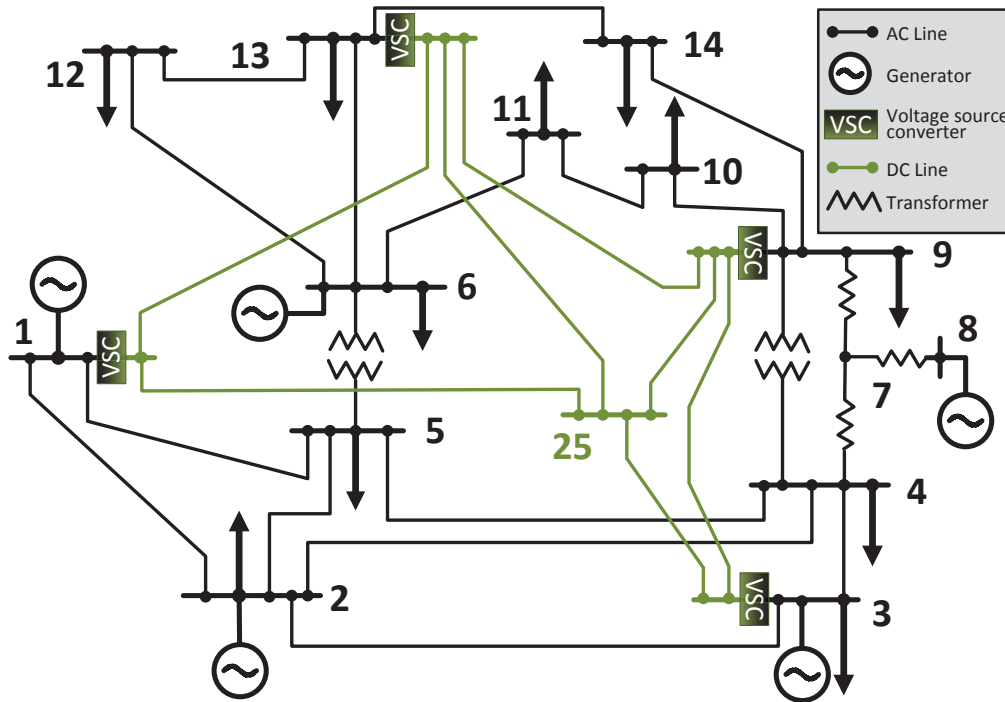 12
13
VSC
14
11
10
AC Line
Generator
VSC
Voltage source
converter
DC Line
Transformer
1
VSC
6
VSC
9
8
7
5
25
4
2
VSC
3